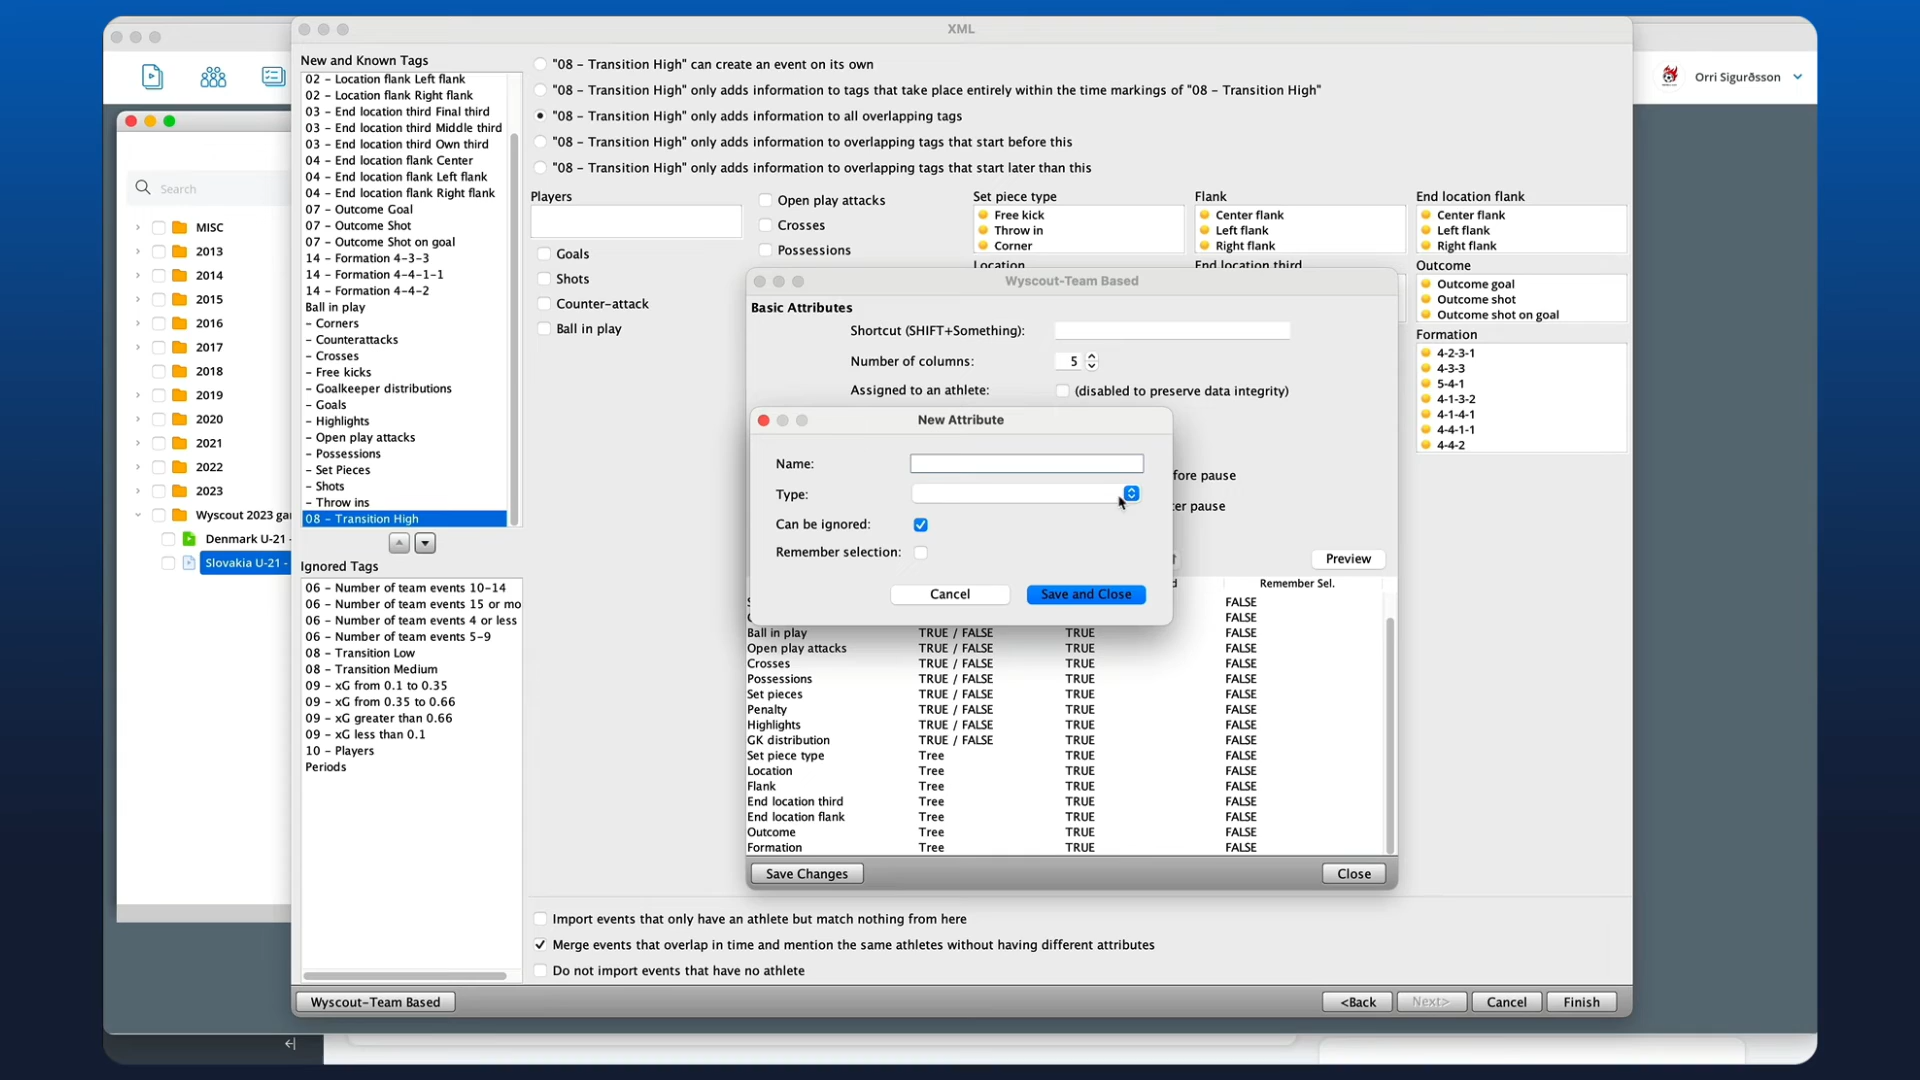 XML
Orri Sigurðsson
Search
MISC
2013
2014
2015
2016
2017
2018
2019
2020
2021
2022
2023
Wyscout 2023 ga
Denmark U-21 -
Slovakia U-21 -
New and Known Tags
02 - Location flank Left flank
02 - Location flank Right flank
03 - End location third Final third
03 - End location third Middle third
03 - End location third Own third
04 - End location flank Center
04 - End location flank Left flank
04 - End location flank Right flank
07 - Outcome Goal
07 - Outcome Shot
07 - Outcome Shot on goal
14 - Formation 4-3-3
14 - Formation 4-4-1-1
14 - Formation 4-4-2
Ball in play
- Corners
- Counterattacks
- Crosses
- Free kicks
- Goalkeeper distributions
- Goals
- Highlights
- Open play attacks
- Possessions
- Set Pieces
- Shots
- Throw ins
08 - Transition High
Ignored Tags
06 - Number of team events 10-14
06 - Number of team events 15 or mo
06 - Number of team events 4 or less
06 - Number of team events 5-9
08 - Transition Low
08 - Transition Medium
09 - xG from 0.1 to 0.35
09 - xG from 0.35 to 0.66
09 - xG greater than 0.66
09 - xG less than 0.1
10 - Players
Periods
"08 - Transition High" can create an event on its own
"08 - Transition High" only adds information to tags that take place entirely within the time markings of "08 - Transition High"
"08 - Transition High" only adds information to all overlapping tags
"08 - Transition High" only adds information to overlapping tags that start before this
"08 - Transition High" only adds information to overlapping tags that start later than this
Players
Goals
Shots
Counter-attack
Ball in play
Open play attacks
Crosses
Possessions
Set piece type
Free kick
Throw in
Corner
Location
Flank
Center flank
Left flank
Right flank
End location third
End location flank
Center flank
Left flank
Right flank
Outcome
Outcome goal
Outcome shot
Outcome shot on goal
Formation
4-2-3-1
4-3-3
5-4-1
4-1-3-2
4-1-4-1
4-4-1-1
4-4-2
Wyscout-Team Based
Basic Attributes
Shortcut (SHIFT+Something):
Number of columns: 5
Assigned to an athlete: (disabled to preserve data integrity)
fore pause
ter pause
Preview
New Attribute
Name:
Type:
Can be ignored:
Remember selection:
Cancel Save and Close
d Remember Sel.
FALSE
FALSE
Ball in play TRUE / FALSE TRUE FALSE
Open play attacks TRUE / FALSE TRUE FALSE
Crosses TRUE / FALSE TRUE FALSE
Possessions TRUE / FALSE TRUE FALSE
Set pieces TRUE / FALSE TRUE FALSE
Penalty TRUE / FALSE TRUE FALSE
Highlights TRUE / FALSE TRUE FALSE
GK distribution TRUE / FALSE TRUE FALSE
Set piece type Tree TRUE FALSE
Location Tree TRUE FALSE
Flank Tree TRUE FALSE
End location third Tree TRUE FALSE
End location flank Tree TRUE FALSE
Outcome Tree TRUE FALSE
Formation Tree TRUE FALSE
Save Changes Close
Import events that only have an athlete but match nothing from here
Merge events that overlap in time and mention the same athletes without having different attributes
Do not import events that have no athlete
Wyscout-Team Based <Back Next> Cancel Finish